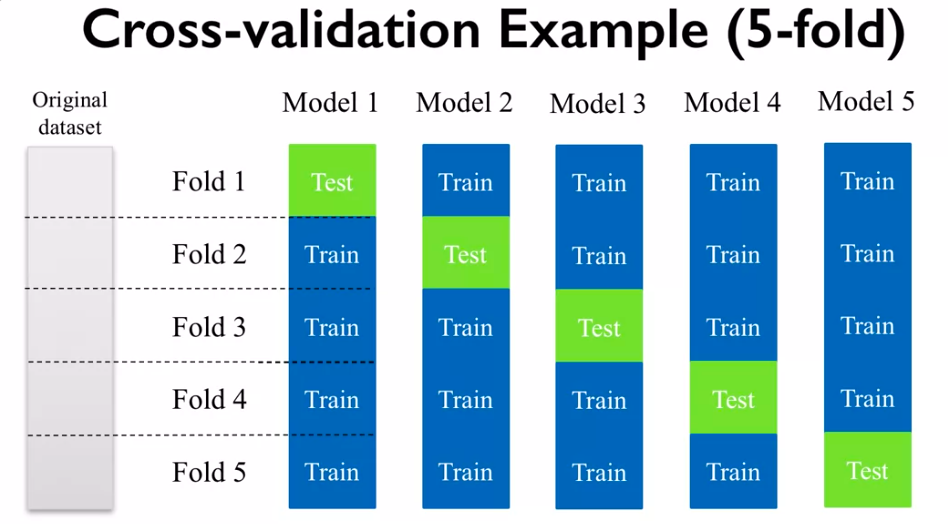 Cross-validation Example (5-fold)
Original
dataset
Model 1 Model 2 Model 3 Model 4 Model 5
Fold 1 Test Train Train Train Train
Fold 2 Train Test Train Train Train
Fold 3 Train Train Test Train Train
Fold 4 Train Train Train Test Train
Fold 5 Train Train Train Train Test